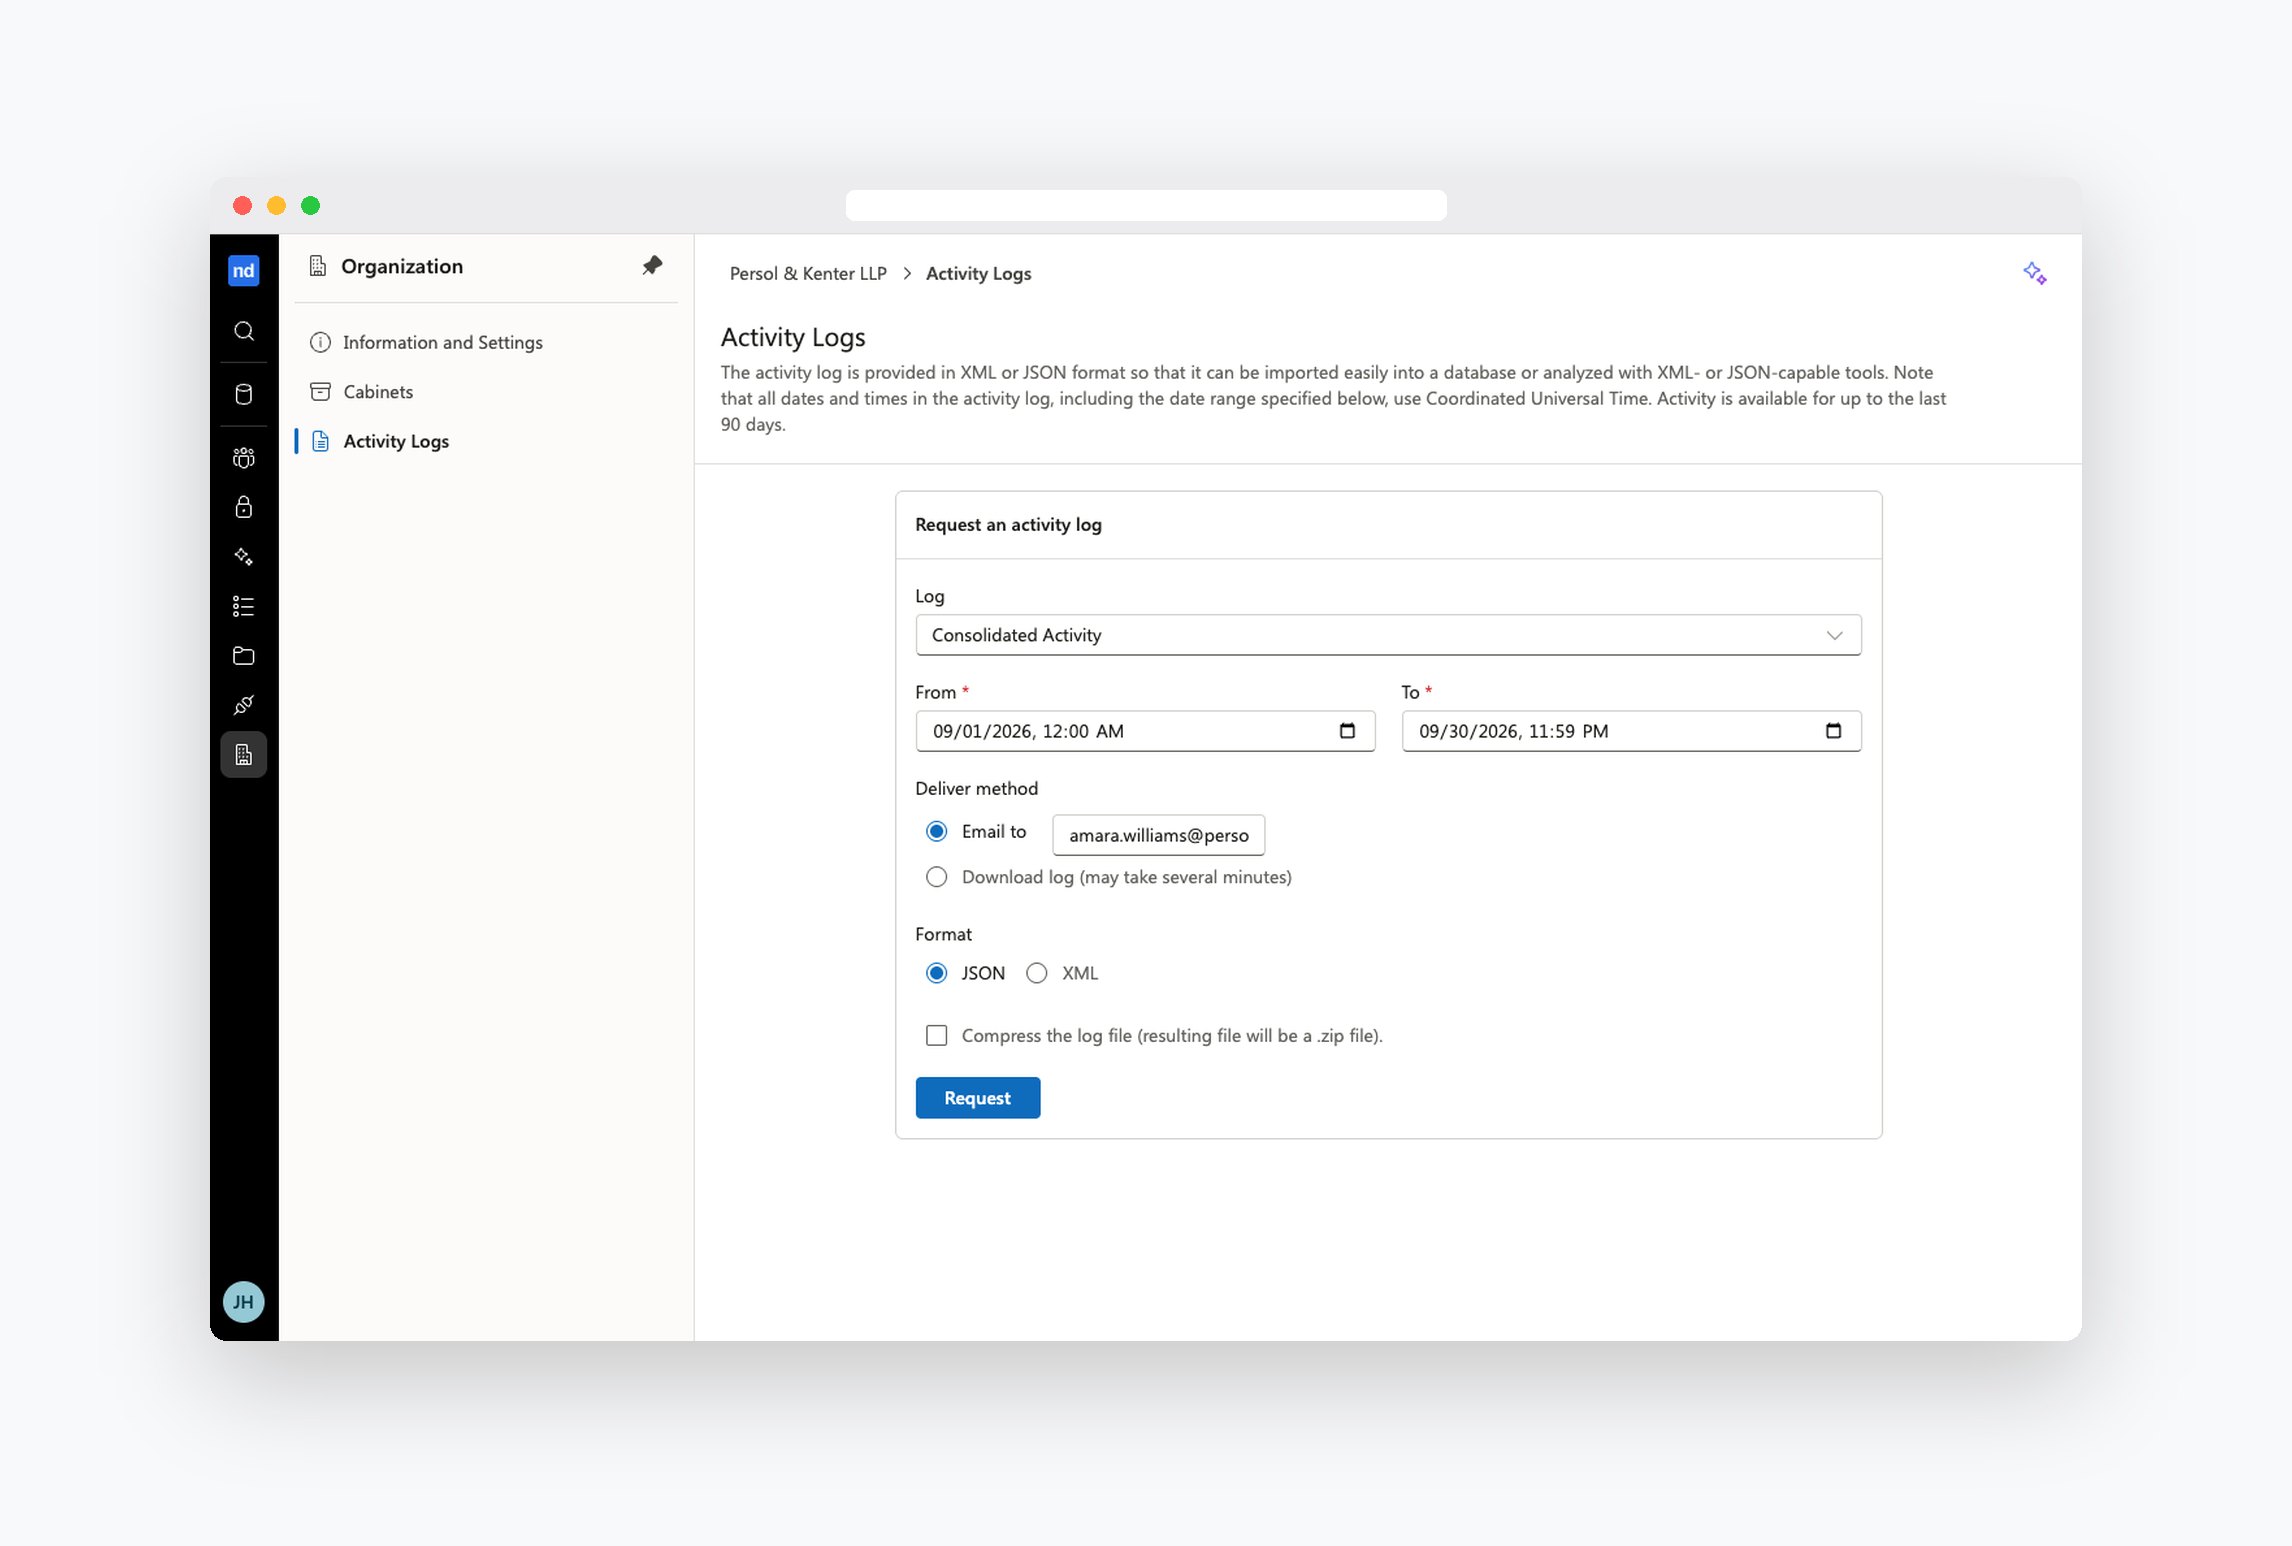 nd
Organization
Information and Settings
Cabinets
Activity Logs
JH
Persol & Kenter LLP > Activity Logs
Activity Logs
The activity log is provided in XML or JSON format so that it can be imported easily into a database or analyzed with XML- or JSON-capable tools. Note
that all dates and times in the activity log, including the date range specified below, use Coordinated Universal Time. Activity is available for up to the last
90 days.
Request an activity log
Log
Consolidated Activity
From * To *
09/01/2026, 12:00 AM 09/30/2026, 11:59 PM
Deliver method
Email to amara.williams@perso
Download log (may take several minutes)
Format
JSON XML
Compress the log file (resulting file will be a .zip file).
Request